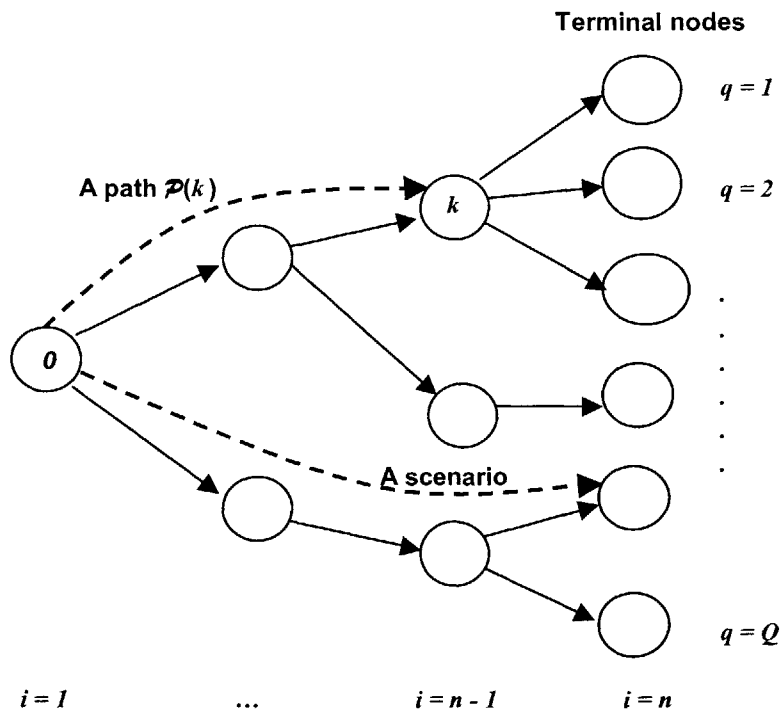 Terminal nodes
q = 1
A path 𝒫(k)
q = 2
k
0
A scenario
q = Q
i = 1
...
i = n - 1
i = n